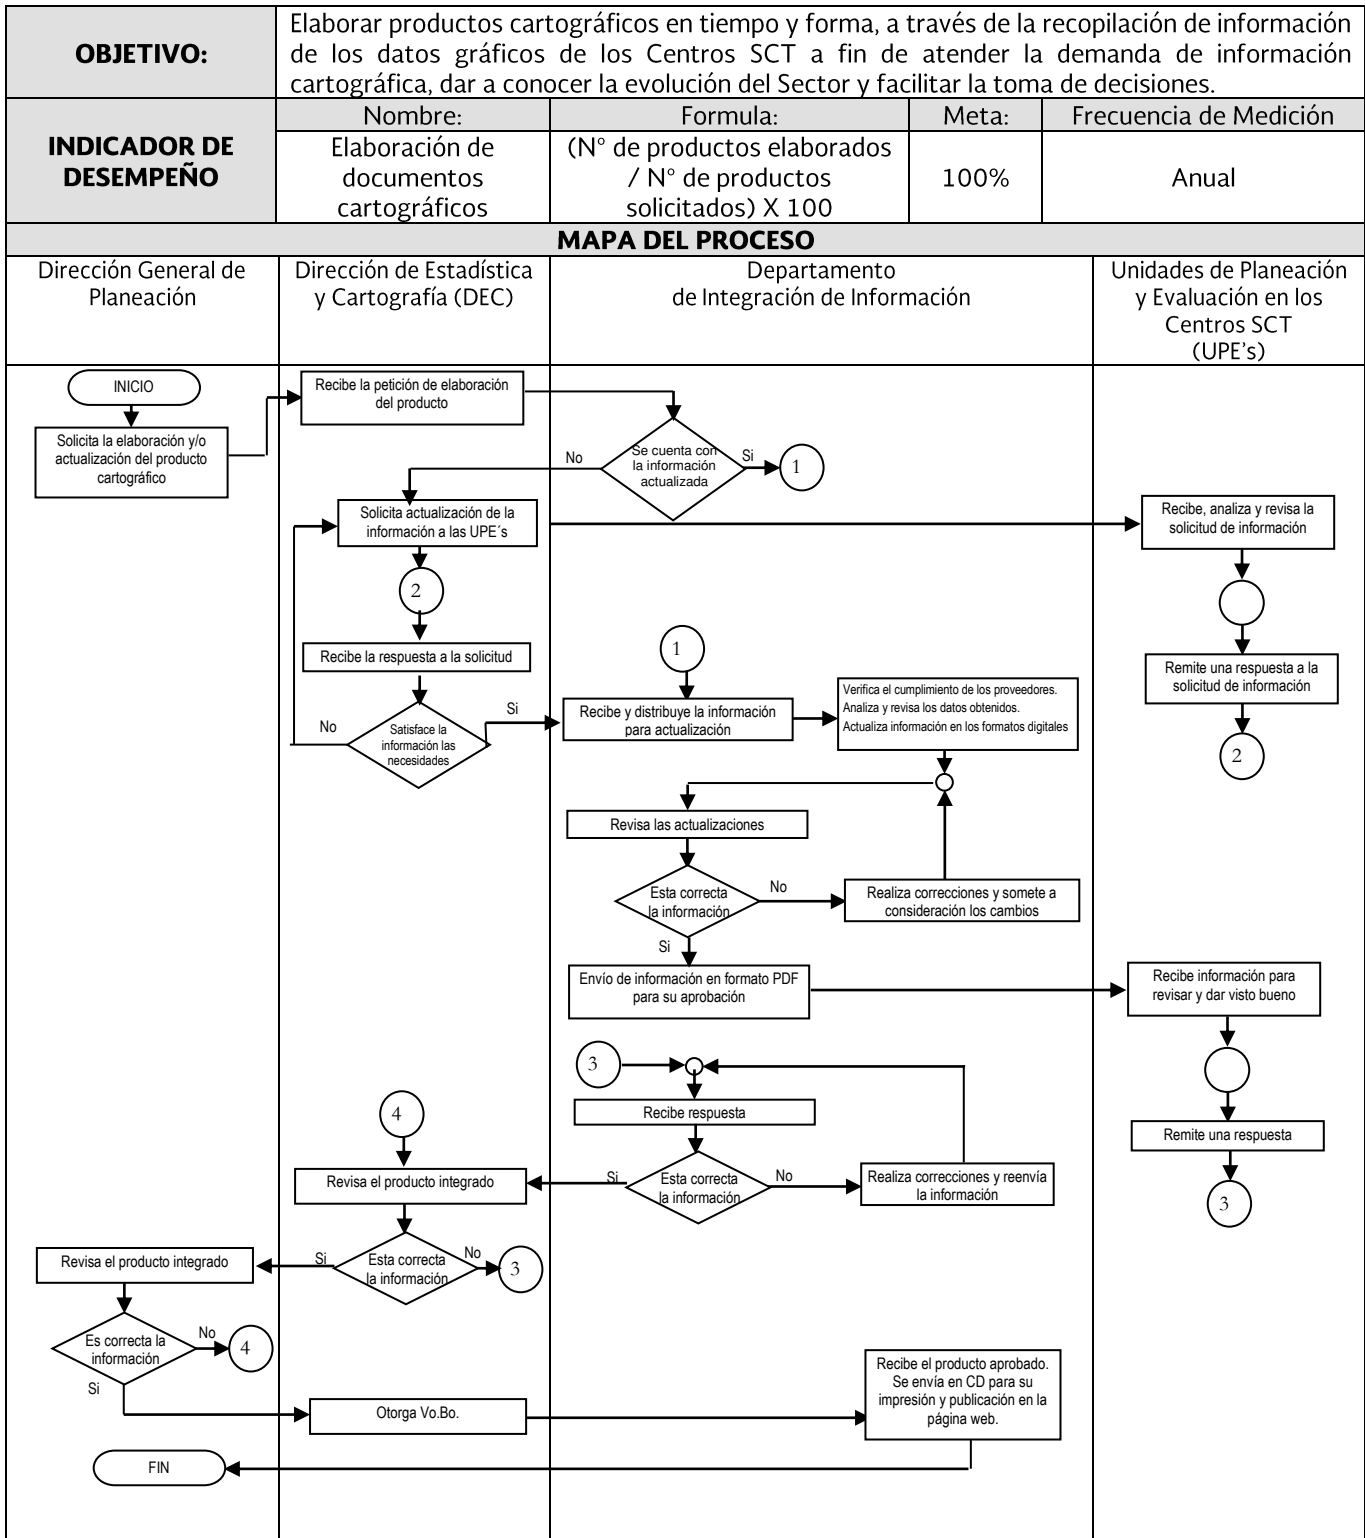 OBJETIVO:
Elaborar productos cartográficos en tiempo y forma, a través de la recopilación de información
de los datos gráficos de los Centros SCT a fin de atender la demanda de información
cartográfica, dar a conocer la evolución del Sector y facilitar la toma de decisiones.
INDICADOR DE
DESEMPEÑO
Nombre:
Formula:
Meta:
Frecuencia de Medición
Elaboración de
documentos
cartográficos
(N° de productos elaborados
/ N° de productos
solicitados) X 100
100%
Anual
MAPA DEL PROCESO
Dirección General de
Planeación
Dirección de Estadística
y Cartografía (DEC)
Departamento
de Integración de Información
Unidades de Planeación
y Evaluación en los
Centros SCT
(UPE's)
INICIO
Solicita la elaboración y/o
actualización del producto
cartográfico
Recibe la petición de elaboración
del producto
Se cuenta con
la información
actualizada
No
Si
1
Solicita actualización de la
información a las UPE´s
Recibe, analiza y revisa la
solicitud de información
2
Recibe la respuesta a la solicitud
Remite una respuesta a la
solicitud de información
2
Satisface la
información las
necesidades
No
Si
1
Recibe y distribuye la información
para actualización
Verifica el cumplimiento de los proveedores.
Analiza y revisa los datos obtenidos.
Actualiza información en los formatos digitales
Revisa las actualizaciones
Esta correcta
la información
No
Si
Realiza correcciones y somete a
consideración los cambios
Envío de información en formato PDF
para su aprobación
Recibe información para
revisar y dar visto bueno
3
Recibe respuesta
Remite una respuesta
3
Esta correcta
la información
No
Si
Realiza correcciones y reenvía
la información
4
Revisa el producto integrado
Esta correcta
la información
No
Si
3
Revisa el producto integrado
Es correcta la
información
No
Si
4
Otorga Vo.Bo.
Recibe el producto aprobado.
Se envía en CD para su
impresión y publicación en la
página web.
FIN